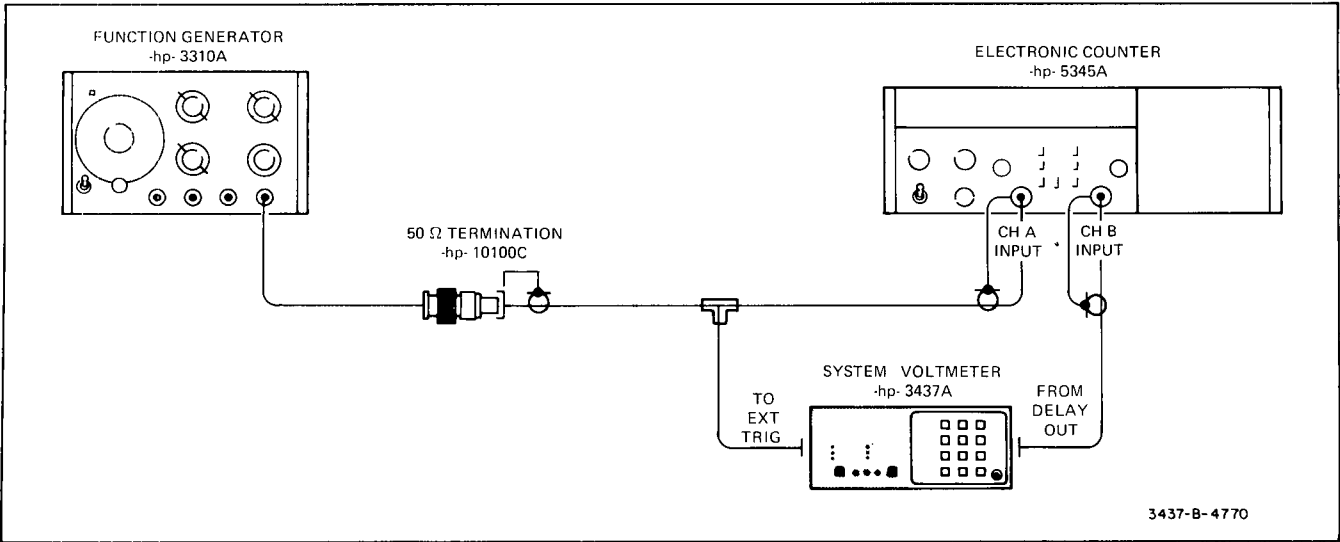 FUNCTION GENERATOR
-hp- 3310A
ELECTRONIC COUNTER
-hp- 5345A
50 Ω TERMINATION
-hp- 10100C
CH A
INPUT
CH B
INPUT
SYSTEM VOLTMETER
-hp- 3437A
TO
EXT
TRIG
FROM
DELAY
OUT
3437-B-4770